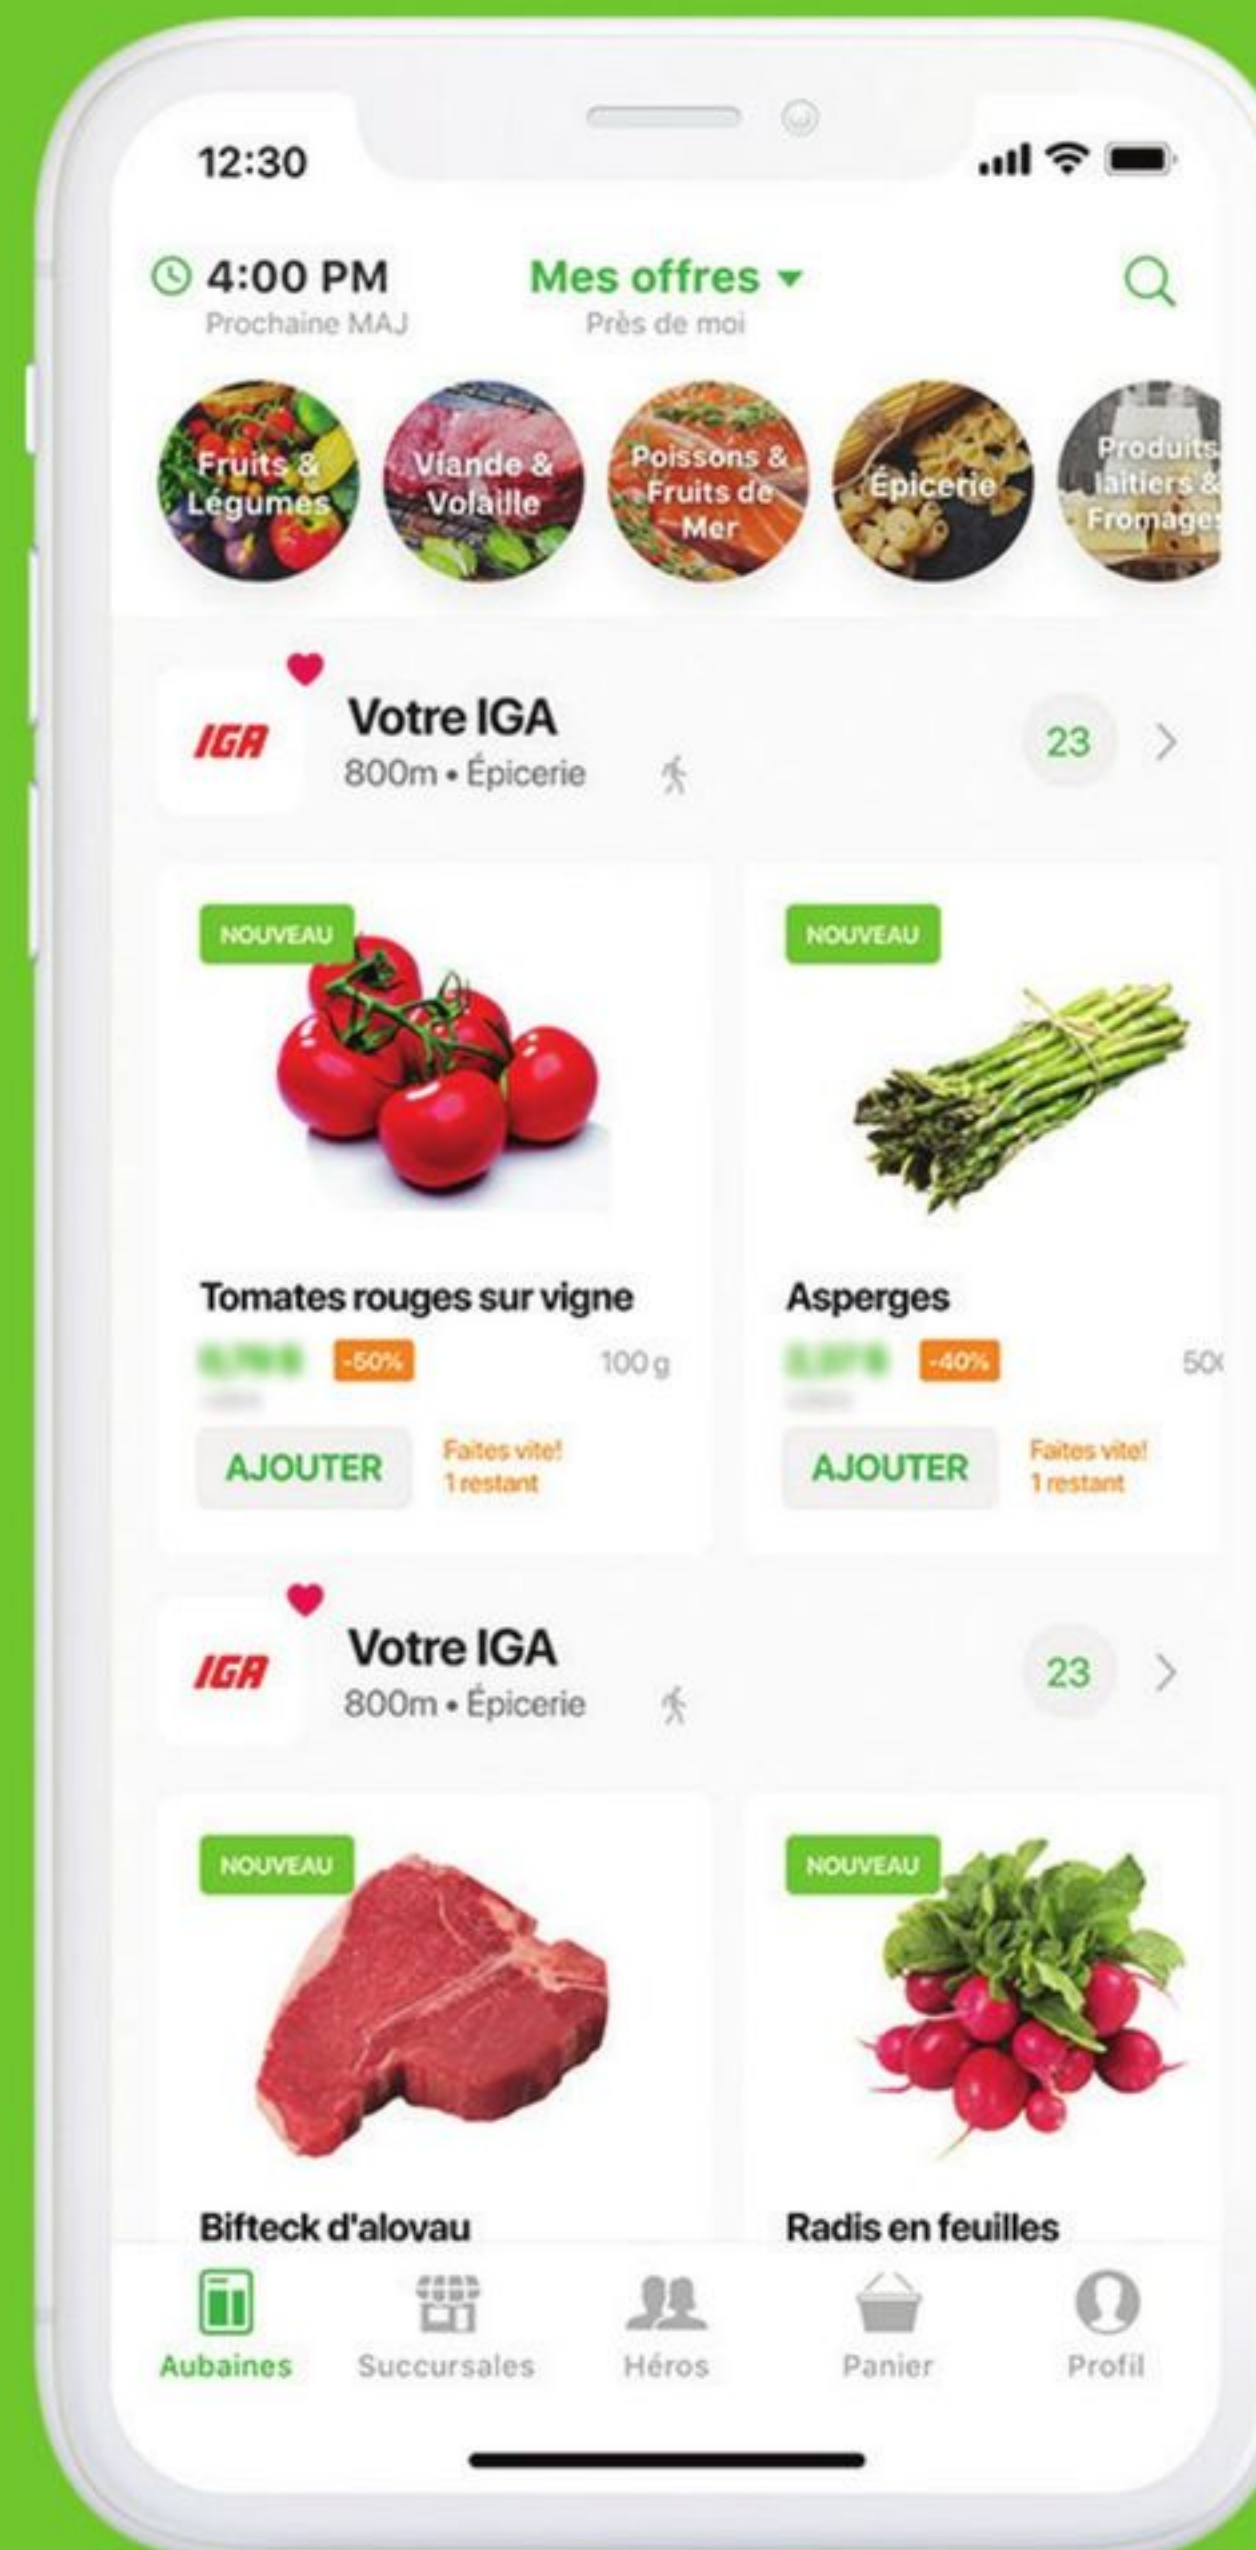 12:30
4:00 PM
Mes offres
Prochaine MAJ
Près de moi
Fruits &
Légumes
Viande &
Volaille
Poissons &
Fruits de
Mer
Épicerie
Produits
laitiers &
Fromages
IGA
Votre IGA
800m • Épicerie
23
NOUVEAU
NOUVEAU
Tomates rouges sur vigne
Asperges
-50%
100 g
-40%
AJOUTER
Faites vite!
1 restant
AJOUTER
Faites vite!
1 restant
IGA
Votre IGA
800m • Épicerie
23
NOUVEAU
NOUVEAU
Bifteck d'alovau
Radis en feuilles
Aubaines
Succursales
Héros
Panier
Profil